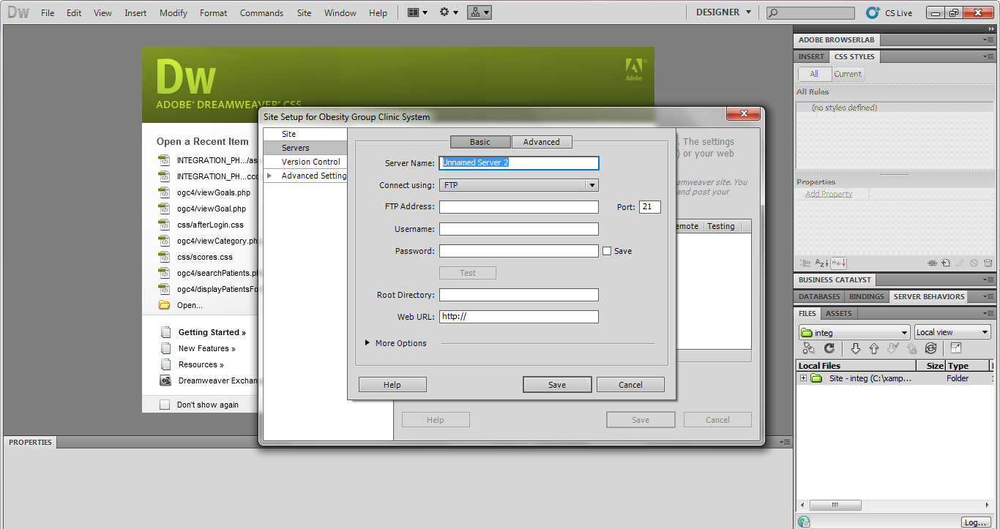 Dw File Edit View Insert Modify Format Commands Site Window Help DESIGNER CS Live
Dw
ADOBE® DREAMWEAVER® CS5
Adobe
Open a Recent Item
INTEGRATION_PH.../as
INTEGRATION_PH...cco
ogc4/viewGoals.php
ogc4/viewGoal.php
css/afterLogin.css
ogc4/viewCategory.ph
css/scores.css
ogc4/searchPatients.p
ogc4/displayPatientsFo
Open...
Getting Started »
New Features »
Resources »
Dreamweaver Exchan
Don't show again
Site Setup for Obesity Group Clinic System
Site
Servers
Version Control
Advanced Setting
. The settings
) or your web
amweaver site. You
and post your
emote Testing
Basic Advanced
Server Name: Unnamed Server 2
Connect using: FTP
FTP Address: Port: 21
Username:
Password: Save
Test
Root Directory:
Web URL: http://
More Options
Help Save Cancel
Help Save Cancel
PROPERTIES
ADOBE BROWSERLAB
INSERT CSS STYLES
All Current
All Rules
(no styles defined)
Properties
Add Property
BUSINESS CATALYST
DATABASES BINDINGS SERVER BEHAVIORS
FILES ASSETS
integ Local view
Local Files Size Type
Site - integ (C:\xamp... Folder
Log...